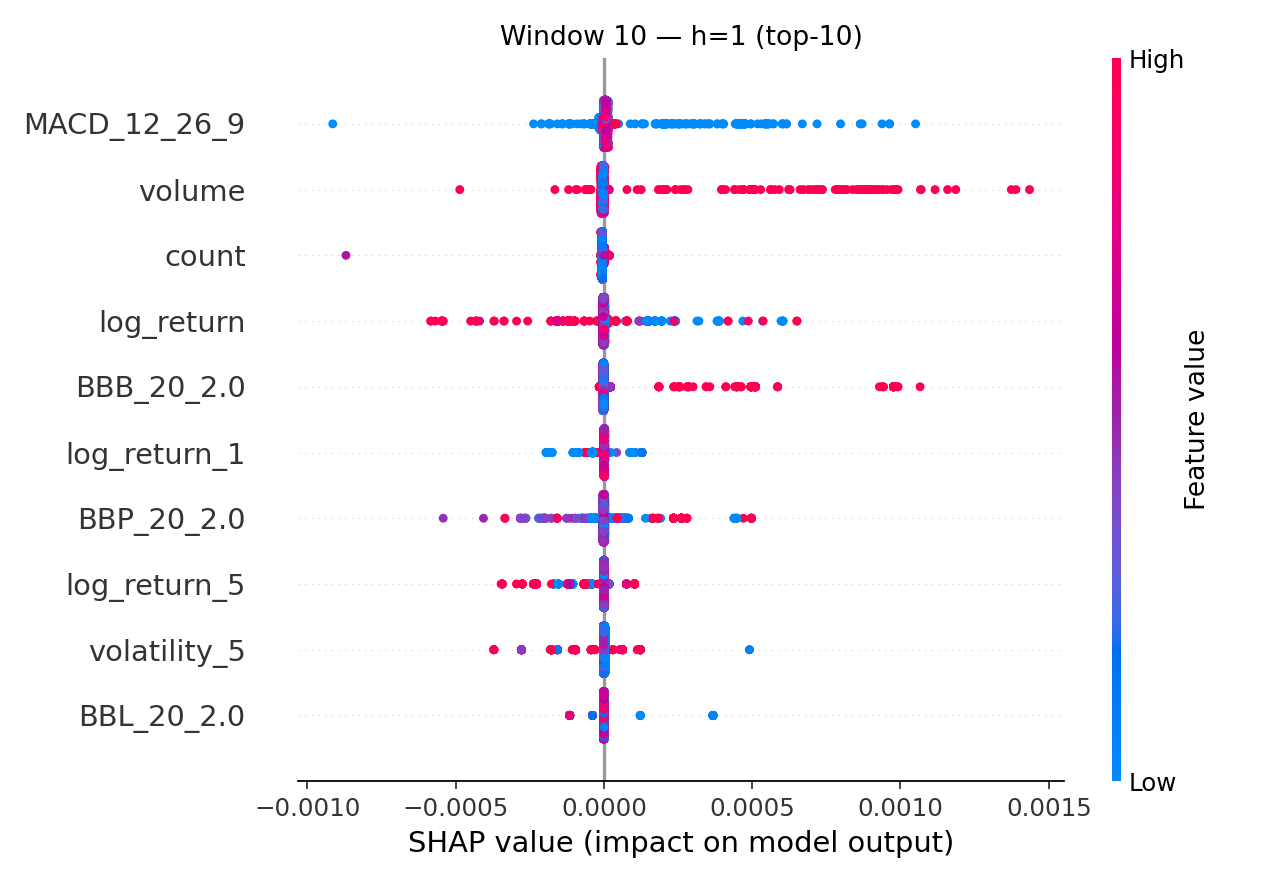 Window 10 — h=1 (top-10)
High
MACD_12_26_9
volume
count
log_return
BBB_20_2.0
log_return_1
BBP_20_2.0
log_return_5
volatility_5
BBL_20_2.0
Feature value
Low
−0.0010 −0.0005 0.0000 0.0005 0.0010 0.0015
SHAP value (impact on model output)